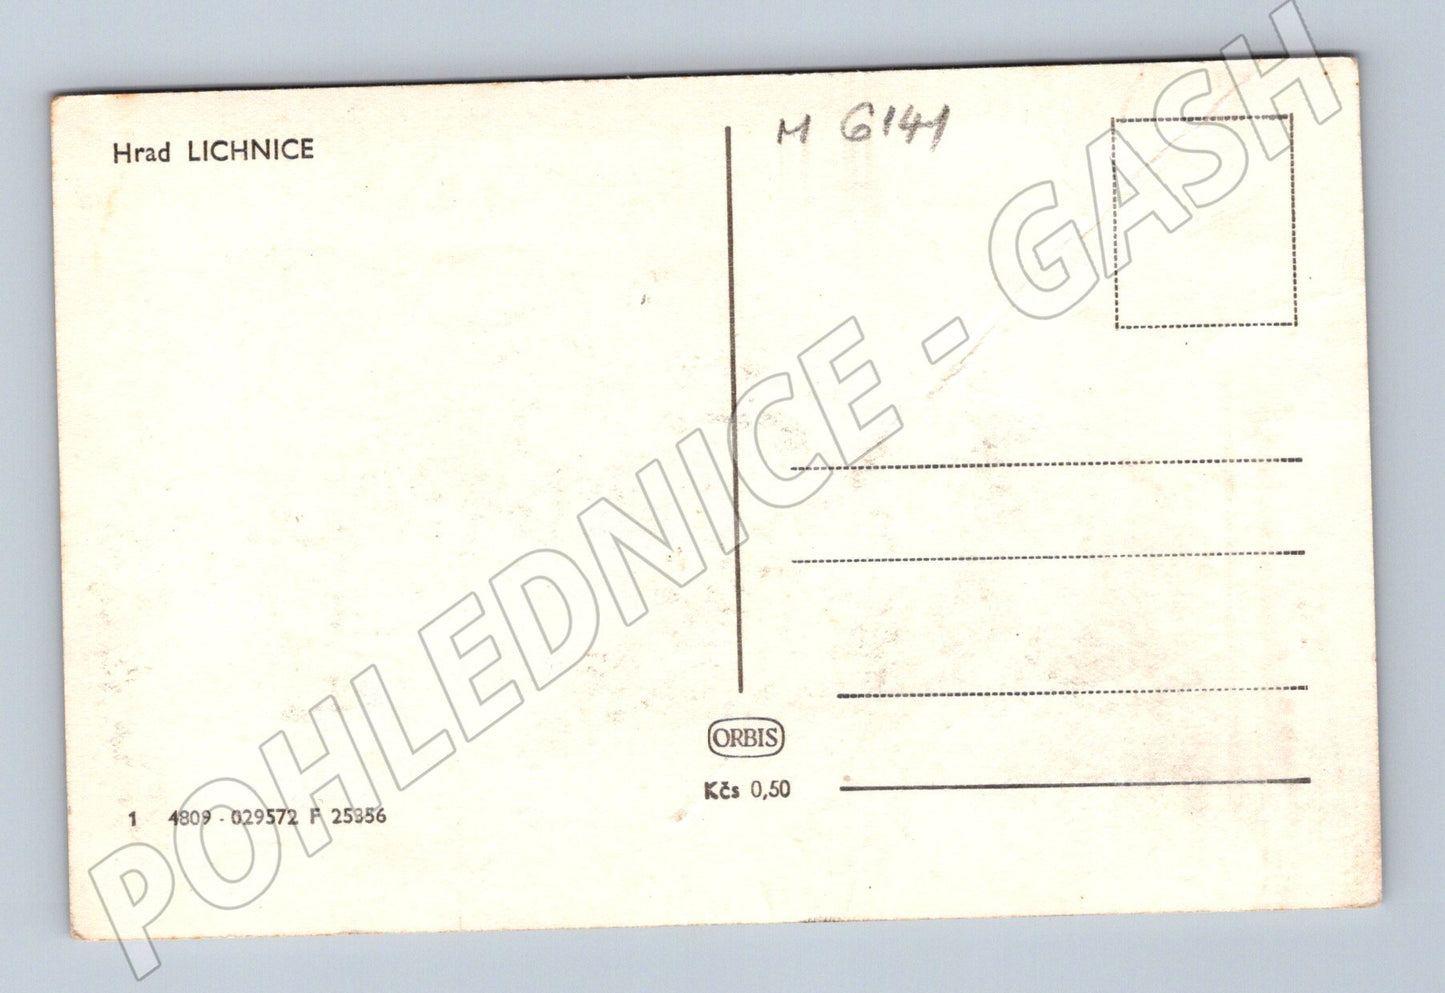 Hrad LICHNICE
M 6141
POHLEDNICE - GASH
ORBIS
Kčs 0,50
1 4809 - 029572 F 25356